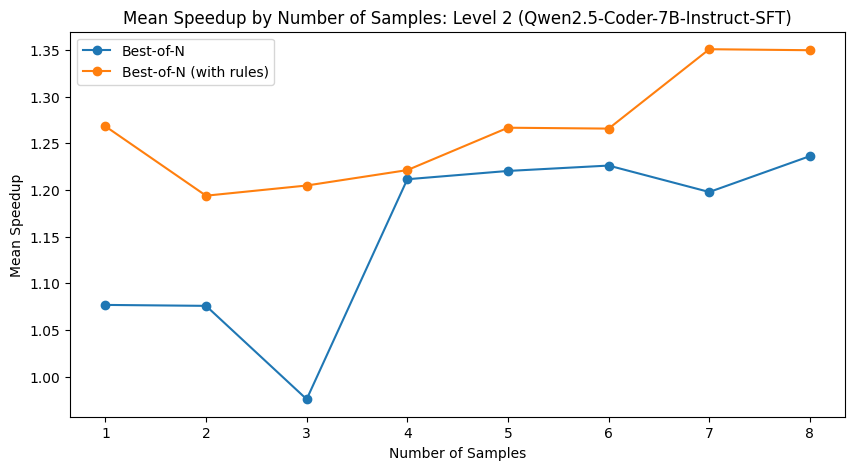 Mean Speedup by Number of Samples: Level 2 (Qwen2.5-Coder-7B-Instruct-SFT)
Best-of-N
Best-of-N (with rules)
Mean Speedup
1.35
1.30
1.25
1.20
1.15
1.10
1.05
1.00
1 2 3 4 5 6 7 8
Number of Samples